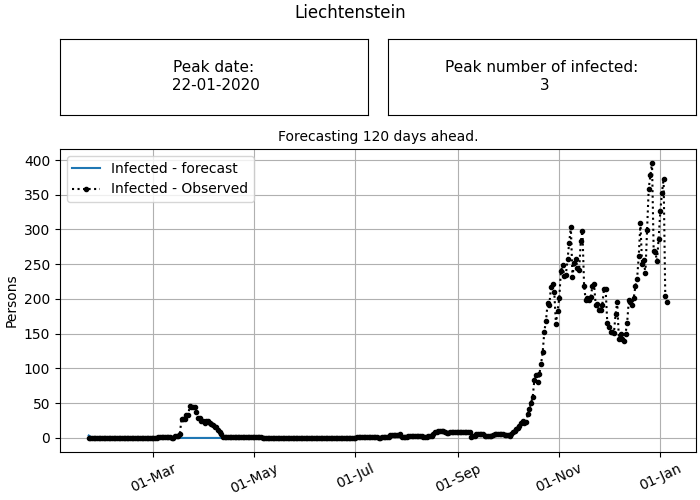 Liechtenstein
Peak date:
22-01-2020
Peak number of infected:
3
Forecasting 120 days ahead.
Infected - forecast
Infected - Observed
400
350
300
250
200
150
100
50
0
Persons
01-Mar
01-May
01-Jul
01-Sep
01-Nov
01-Jan